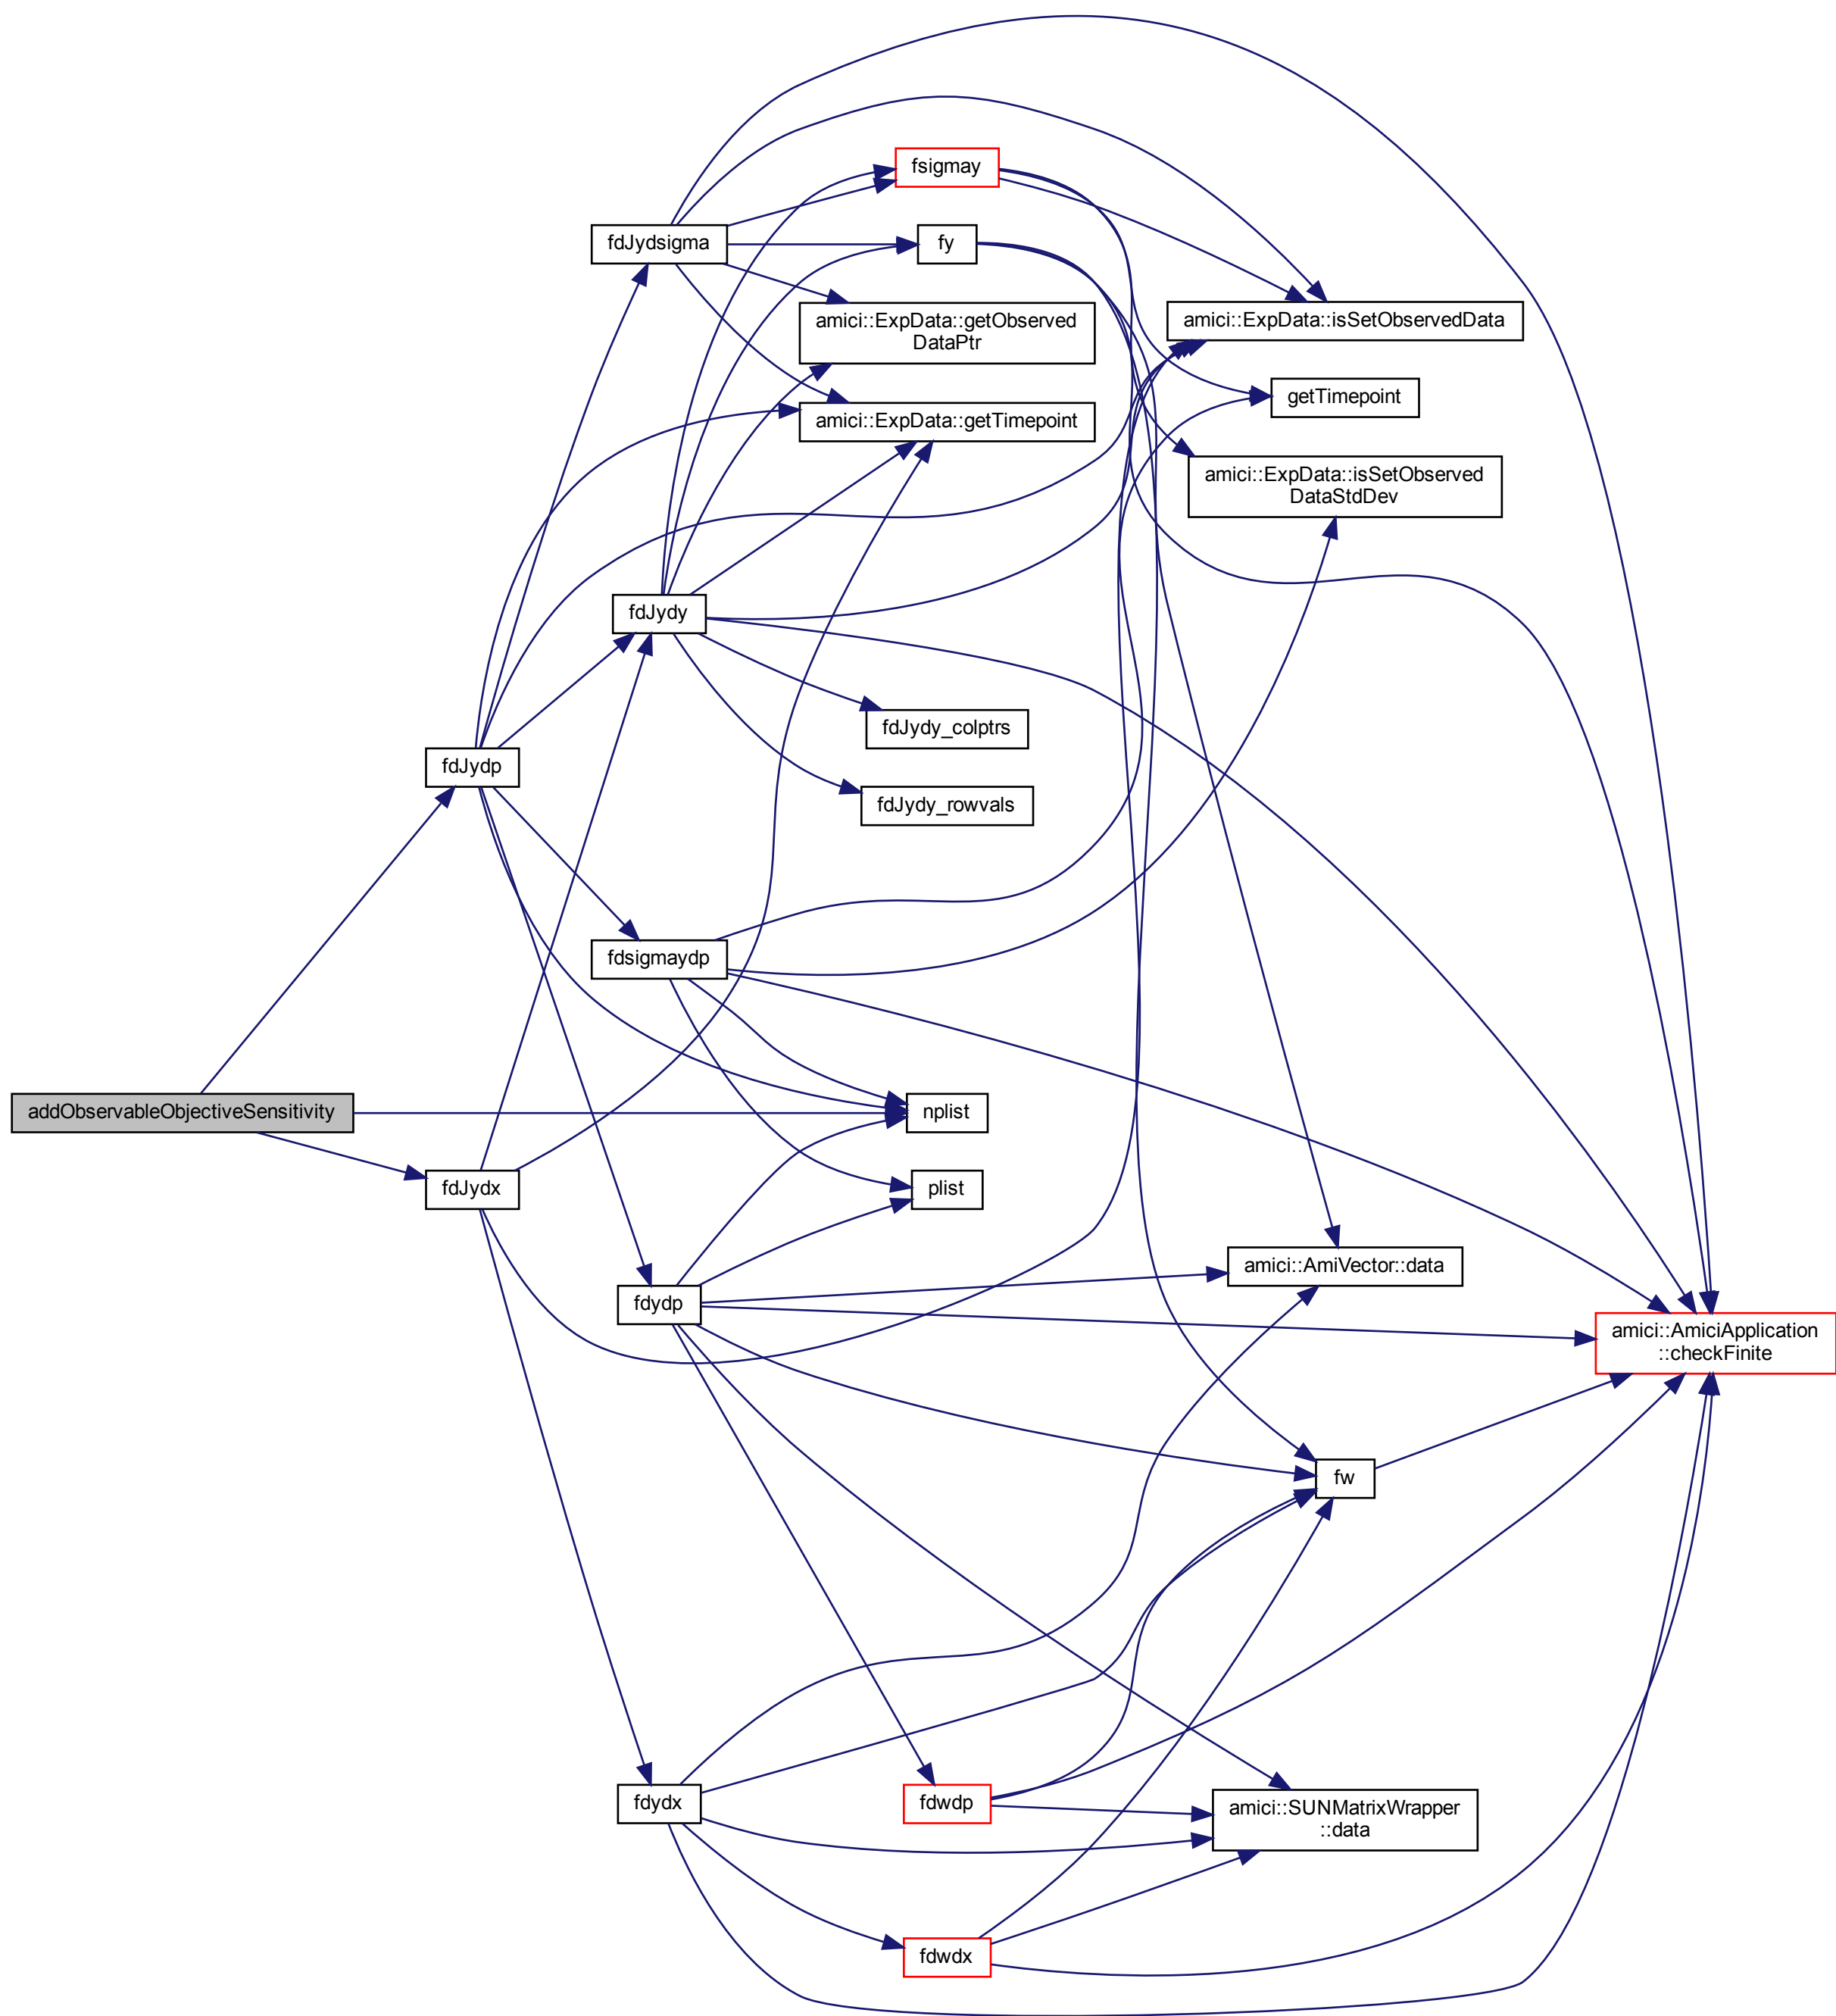 fsigmay
fdJydsigma
fy
amici::ExpData::getObserved
DataPtr
amici::ExpData::isSetObservedData
amici::ExpData::getTimepoint
getTimepoint
amici::ExpData::isSetObserved
DataStdDev
fdJydy
fdJydy_colptrs
fdJydp
fdJydy_rowvals
fdsigmaydp
addObservableObjectiveSensitivity
nplist
fdJydx
plist
amici::AmiVector::data
fdydp
amici::AmiciApplication
::checkFinite
fw
fdydx
fdwdp
amici::SUNMatrixWrapper
::data
fdwdx